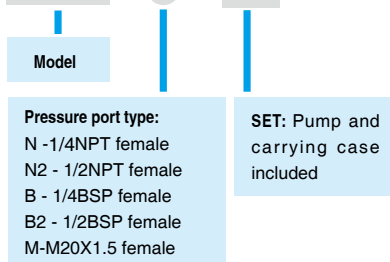 Model
Pressure port type:
N -1/4NPT female
N2 - 1/2NPT female
B - 1/4BSP female
B2 - 1/2BSP female
M-M20X1.5 female
SET: Pump and
carrying case
included